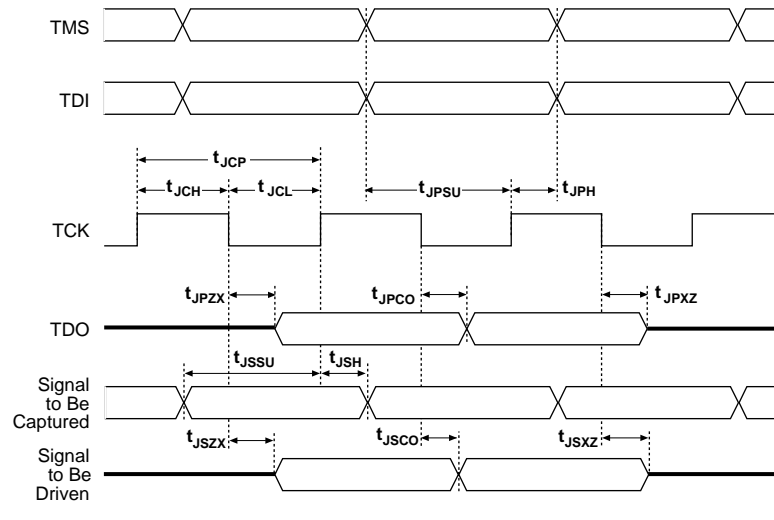 TMS
TDI
tJCP
tJCH
tJCL
tJPSU
tJPH
TCK
tJPZX
tJPCO
tJPXZ
TDO
tJSSU
tJSH
Signal
to Be
Captured
tJSZX
tJSCO
tJSXZ
Signal
to Be
Driven